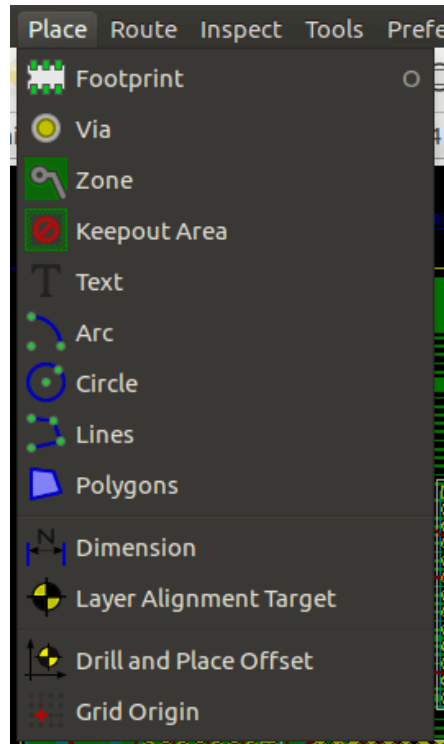 Place Route Inspect Tools Prefe
Footprint O
Via
Zone
Keepout Area
Text
Arc
Circle
Lines
Polygons
Dimension
Layer Alignment Target
Drill and Place Offset
Grid Origin